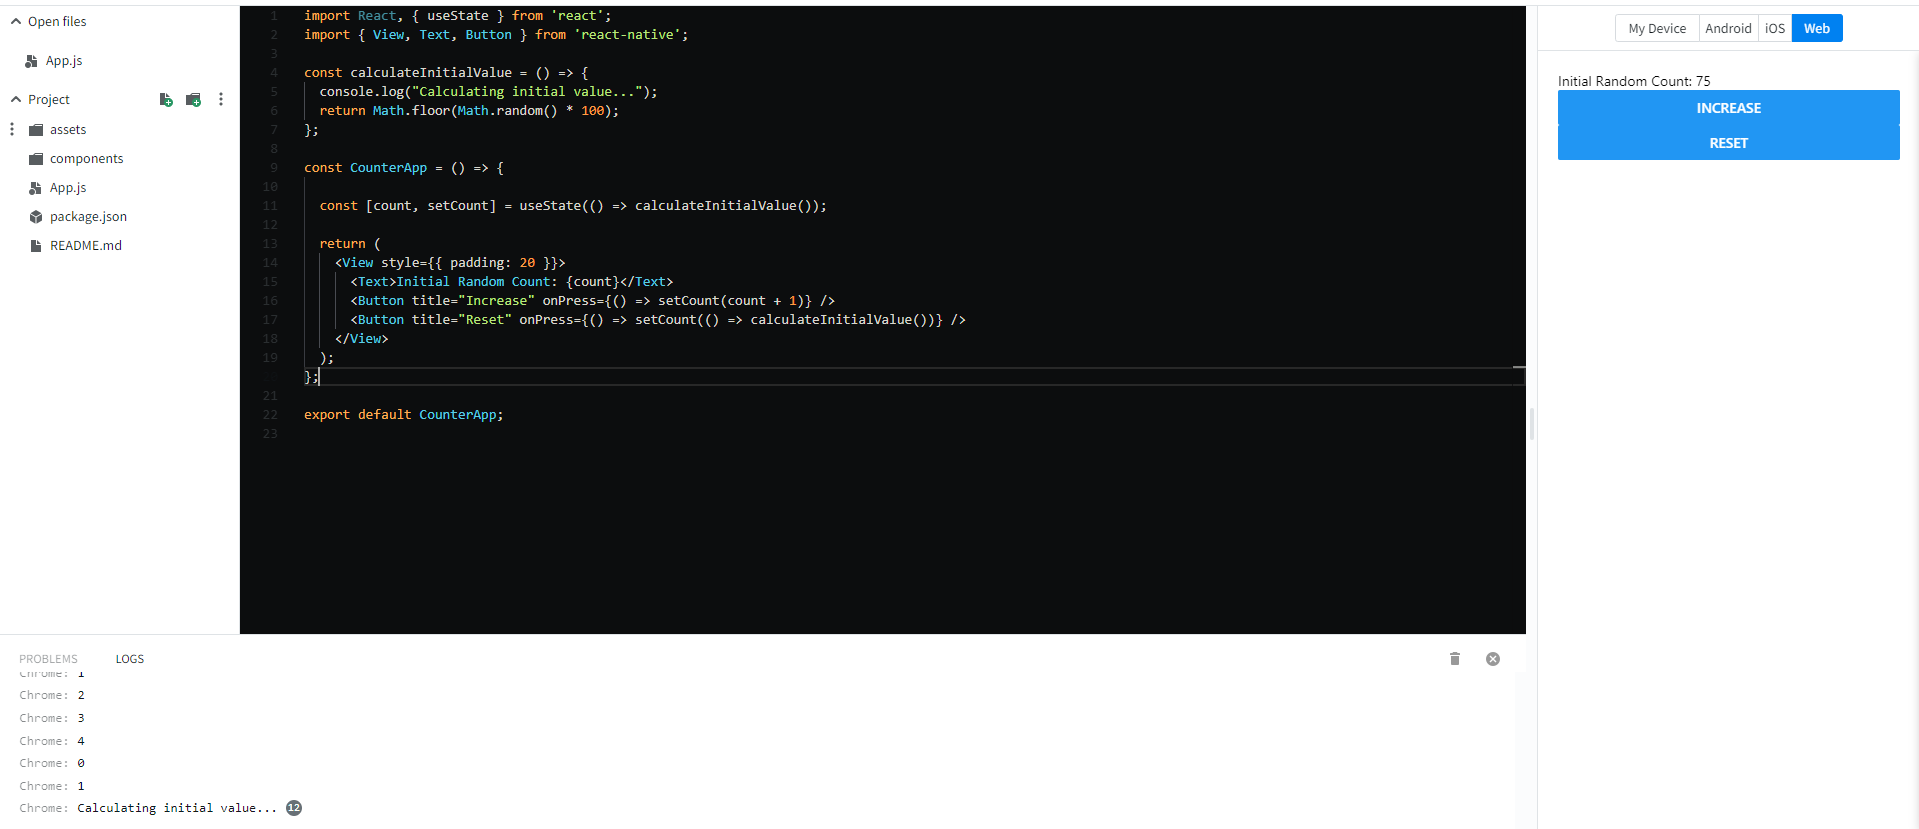 Open files
App.js
Project
assets
components
App.js
package.json
README.md
1 import React, { useState } from 'react';
2 import { View, Text, Button } from 'react-native';
3
4 const calculateInitialValue = () => {
5 console.log("Calculating initial value...");
6 return Math.floor(Math.random() * 100);
7 };
8
9 const CounterApp = () => {
10
11 const [count, setCount] = useState(() => calculateInitialValue());
12
13 return (
14 <View style={{ padding: 20 }}>
15 <Text>Initial Random Count: {count}</Text>
16 <Button title="Increase" onPress={() => setCount(count + 1)} />
17 <Button title="Reset" onPress={() => setCount(() => calculateInitialValue())} />
18 </View>
19 );
};
21
22 export default CounterApp;
23
My Device Android iOS Web
Initial Random Count: 75
INCREASE
RESET
PROBLEMS LOGS
Chrome: 1
Chrome: 2
Chrome: 3
Chrome: 4
Chrome: 0
Chrome: 1
Chrome: Calculating initial value... 12